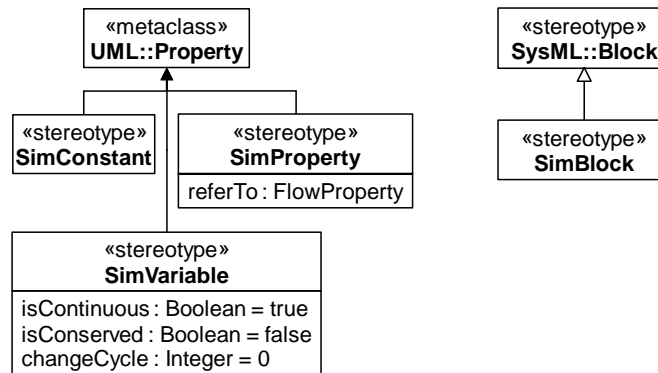 «metaclass»
UML::Property
«stereotype»
SysML::Block
«stereotype»
SimConstant
«stereotype»
SimProperty
referTo : FlowProperty
«stereotype»
SimBlock
«stereotype»
SimVariable
isContinuous : Boolean = true
isConserved : Boolean = false
changeCycle : Integer = 0